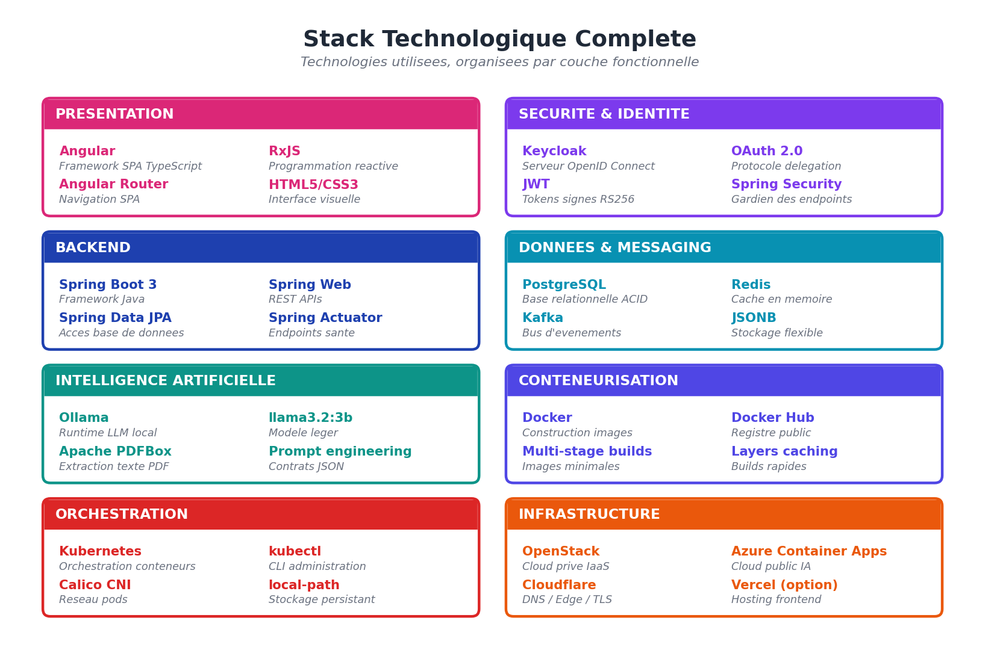 Stack Technologique Complete
Technologies utilisees, organisees par couche fonctionnelle
PRESENTATION
Angular
Framework SPA TypeScript
RxJS
Programmation reactive
Angular Router
Navigation SPA
HTML5/CSS3
Interface visuelle
SECURITE & IDENTITE
Keycloak
Serveur OpenID Connect
OAuth 2.0
Protocole delegation
JWT
Tokens signes RS256
Spring Security
Gardien des endpoints
BACKEND
Spring Boot 3
Framework Java
Spring Web
REST APIs
Spring Data JPA
Acces base de donnees
Spring Actuator
Endpoints sante
DONNEES & MESSAGING
PostgreSQL
Base relationnelle ACID
Redis
Cache en memoire
Kafka
Bus d'evenements
JSONB
Stockage flexible
INTELLIGENCE ARTIFICIELLE
Ollama
Runtime LLM local
llama3.2:3b
Modele leger
Apache PDFBox
Extraction texte PDF
Prompt engineering
Contrats JSON
CONTENEURISATION
Docker
Construction images
Docker Hub
Registre public
Multi-stage builds
Images minimales
Layers caching
Builds rapides
ORCHESTRATION
Kubernetes
Orchestration conteneurs
kubectl
CLI administration
Calico CNI
Reseau pods
local-path
Stockage persistant
INFRASTRUCTURE
OpenStack
Cloud prive IaaS
Azure Container Apps
Cloud public IA
Cloudflare
DNS / Edge / TLS
Vercel (option)
Hosting frontend